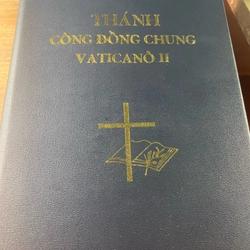 THÁNH
CÔNG ĐỒNG CHUNG
VATICANÔ II